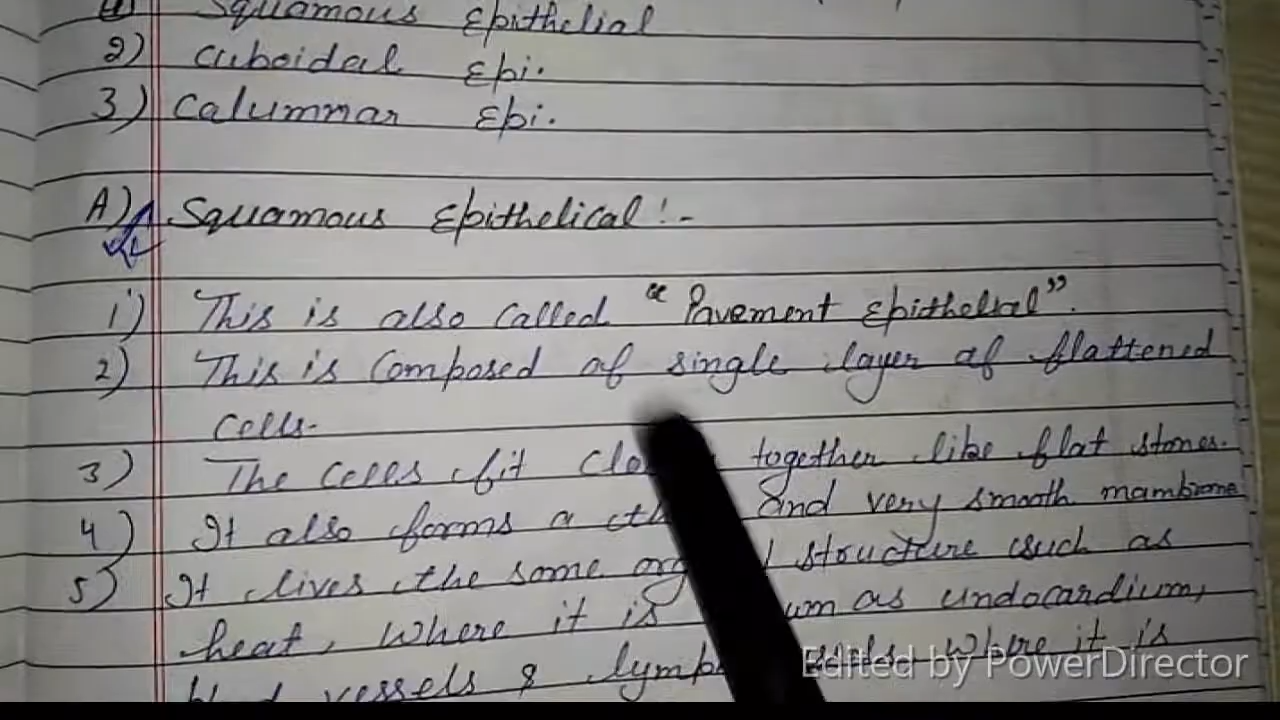 Squamous Epithelial
2) Cuboidal Epi.
3) Calummar Epi.
A) Squamous Epithelical :-
1) This is also called "Pavement Epithelial".
2) This is composed of single layer of flattened
cells.
3) The cells fit together like flat stones.
4) It also forms a and very smooth mambrane
5) It lives the some structure such as
heat, where it is as undocardium,
vessels & where it is
Edited by PowerDirector